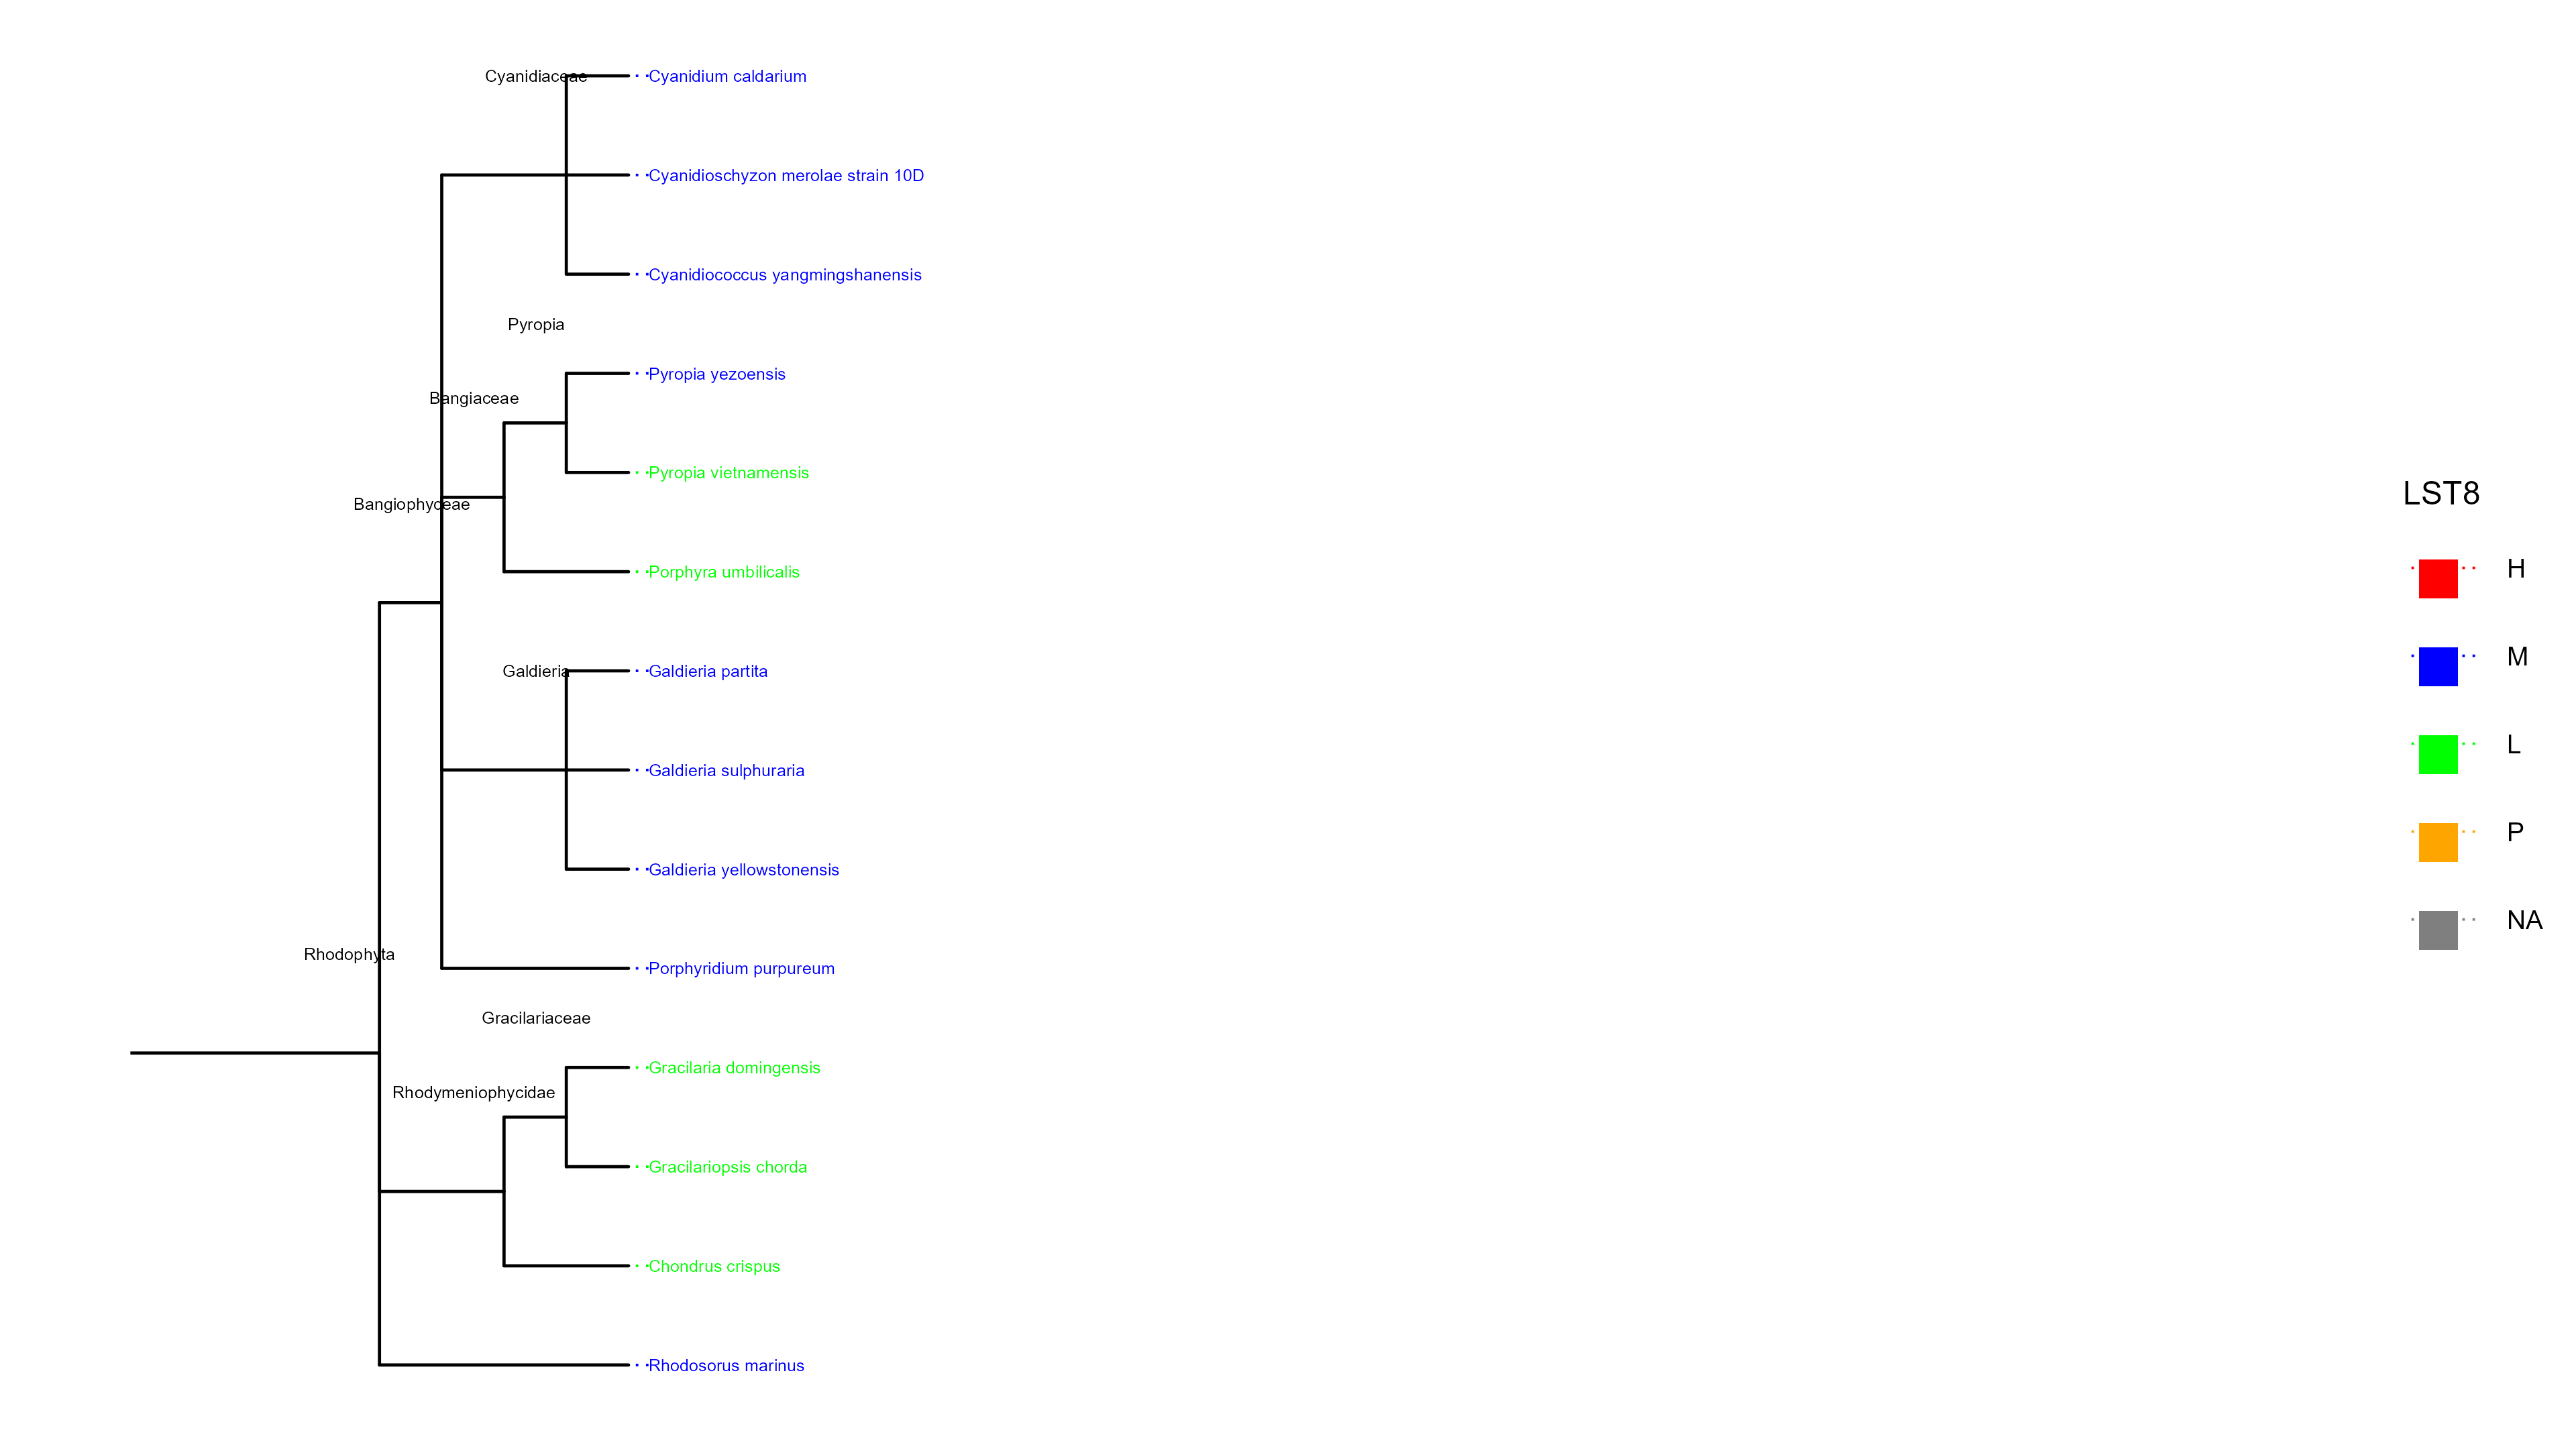 Cyanidiaceae
Cyanidium caldarium
Cyanidioschyzon merolae strain 10D
Cyanidiococcus yangmingshanensis
Pyropia
Pyropia yezoensis
Bangiaceae
Pyropia vietnamensis
Bangiophyceae
Porphyra umbilicalis
Galdieria
Galdieria partita
Galdieria sulphuraria
Galdieria yellowstonensis
Rhodophyta
Porphyridium purpureum
Gracilariaceae
Gracilaria domingensis
Rhodymeniophycidae
Gracilariopsis chorda
Chondrus crispus
Rhodosorus marinus
LST8
H
M
L
P
NA